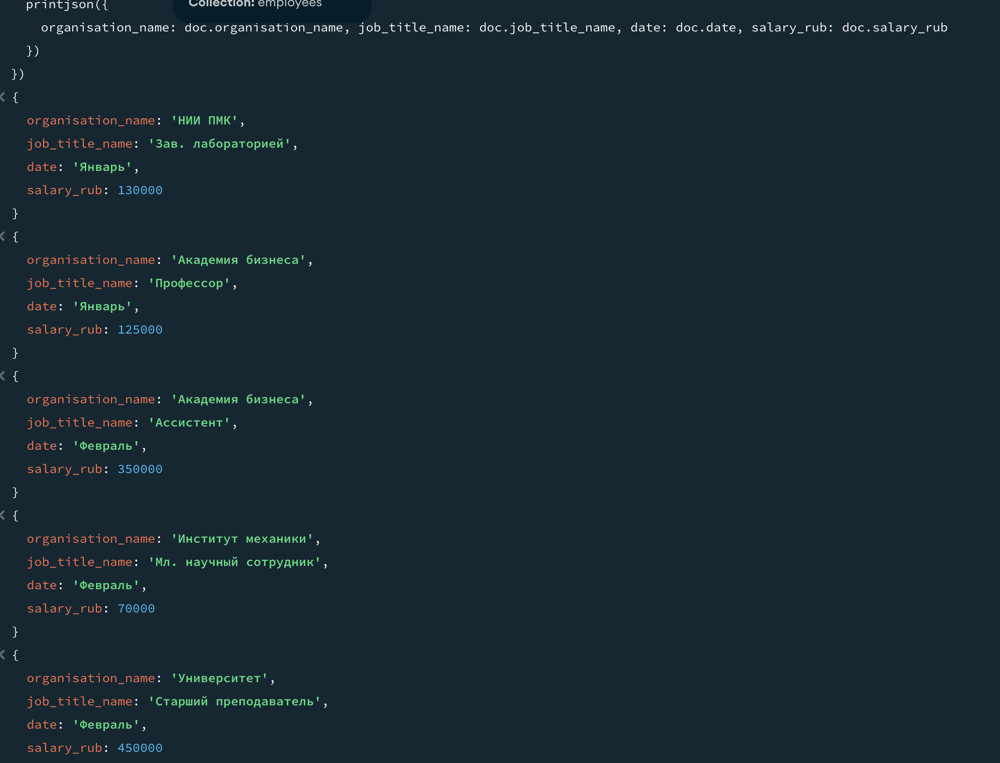 printjson({
Collection: employees
organisation_name: doc.organisation_name, job_title_name: doc.job_title_name, date: doc.date, salary_rub: doc.salary_rub
})
})
{
organisation_name: 'НИИ ПМК',
job_title_name: 'Зав. лабораторией',
date: 'Январь',
salary_rub: 130000
}
{
organisation_name: 'Академия бизнеса',
job_title_name: 'Профессор',
date: 'Январь',
salary_rub: 125000
}
{
organisation_name: 'Академия бизнеса',
job_title_name: 'Ассистент',
date: 'Февраль',
salary_rub: 350000
}
{
organisation_name: 'Институт механики',
job_title_name: 'Мл. научный сотрудник',
date: 'Февраль',
salary_rub: 70000
}
{
organisation_name: 'Университет',
job_title_name: 'Старший преподаватель',
date: 'Февраль',
salary_rub: 450000